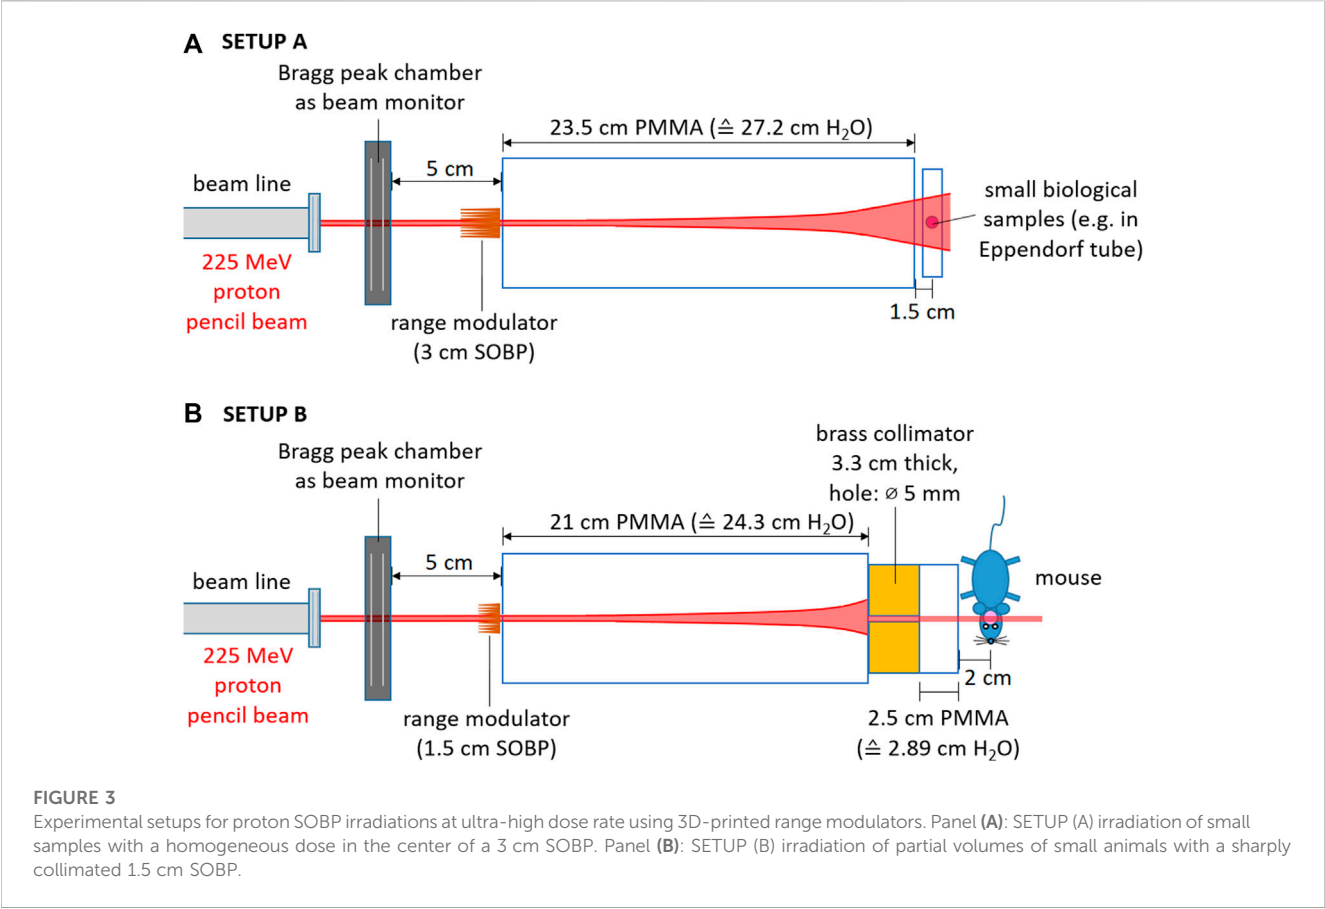 A SETUP A
Bragg peak chamber
as beam monitor
23.5 cm PMMA (≙ 27.2 cm H₂O)
5 cm
beam line
small biological
samples (e.g. in
Eppendorf tube)
225 MeV
proton
pencil beam
range modulator
(3 cm SOBP)
1.5 cm
B SETUP B
Bragg peak chamber
as beam monitor
brass collimator
3.3 cm thick,
hole: ⌀ 5 mm
21 cm PMMA (≙ 24.3 cm H₂O)
5 cm
beam line
mouse
225 MeV
proton
pencil beam
range modulator
(1.5 cm SOBP)
2 cm
2.5 cm PMMA
(≙ 2.89 cm H₂O)
FIGURE 3
Experimental setups for proton SOBP irradiations at ultra-high dose rate using 3D-printed range modulators. Panel (A): SETUP (A) irradiation of small
samples with a homogeneous dose in the center of a 3 cm SOBP. Panel (B): SETUP (B) irradiation of partial volumes of small animals with a sharply
collimated 1.5 cm SOBP.